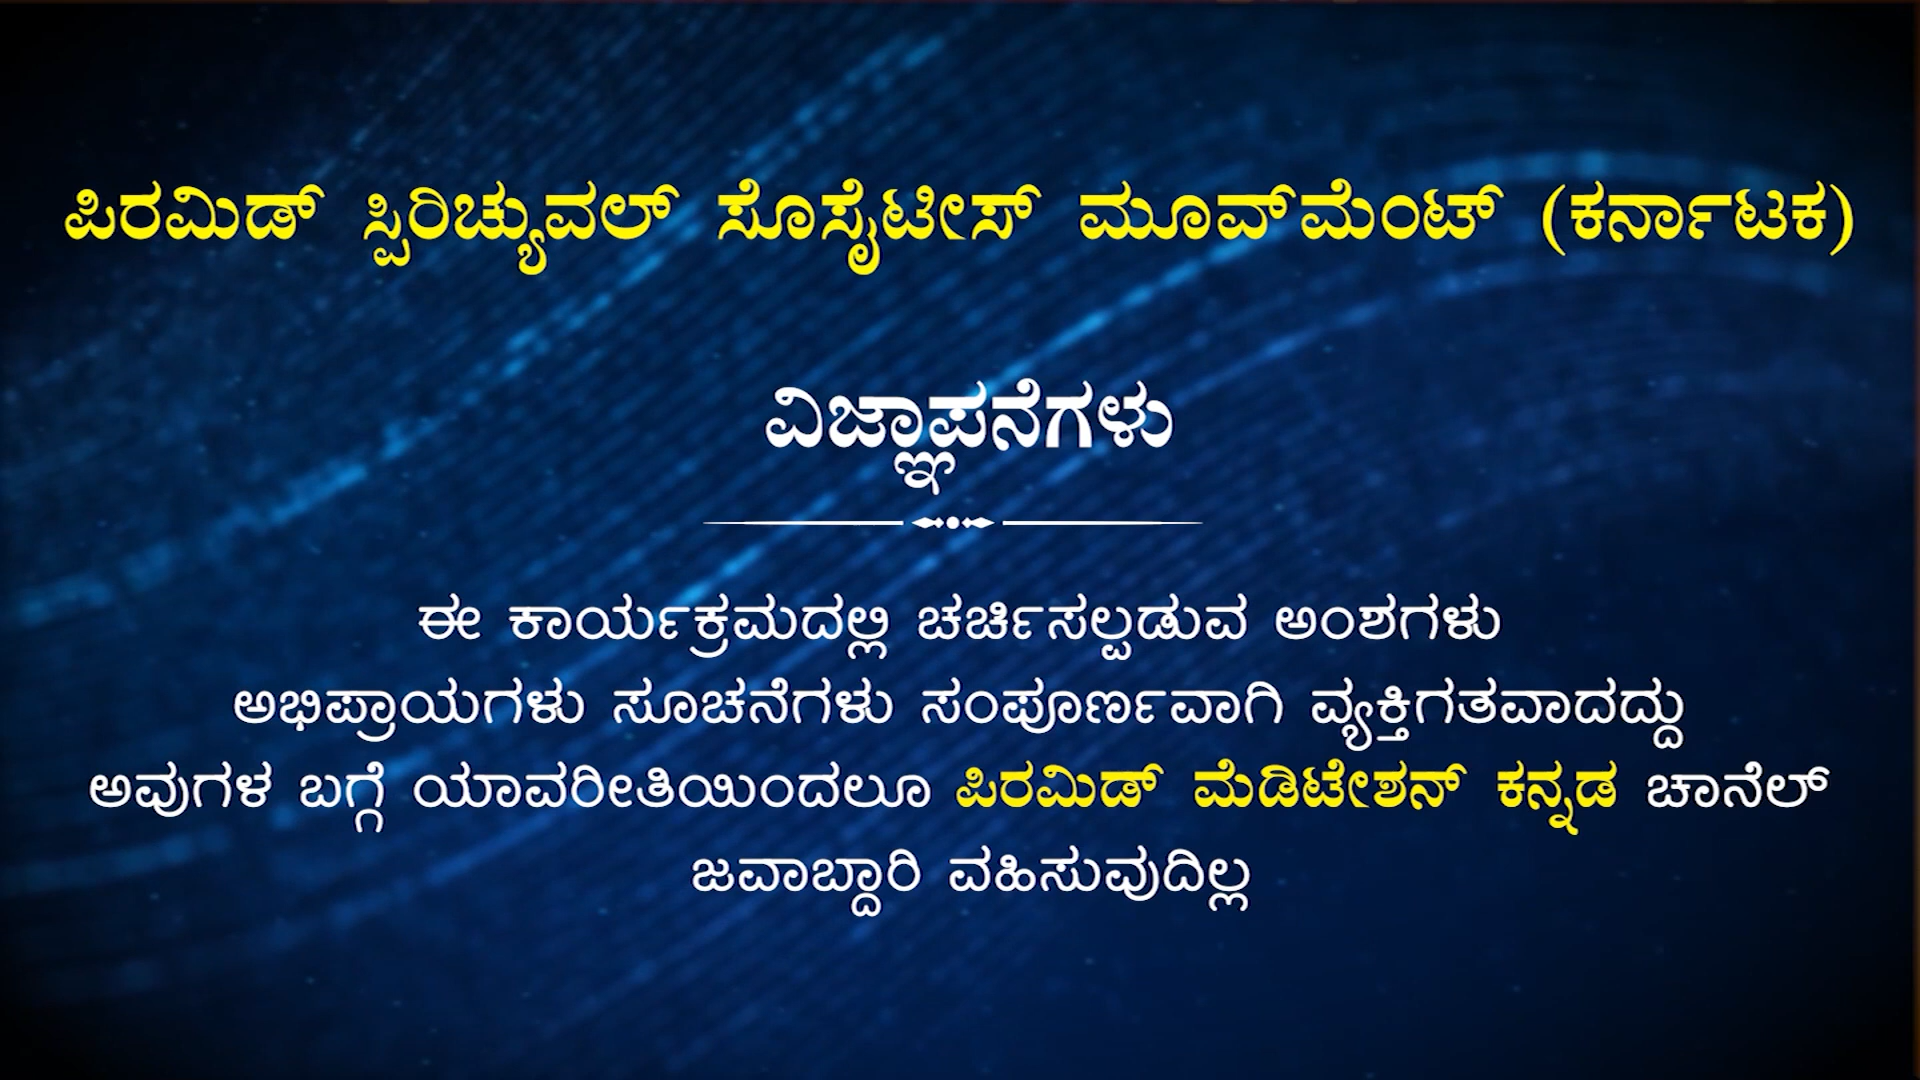 ಪಿರಮಿಡ್ ಸ್ಪಿರಿಚ್ಯುವಲ್ ಸೊಸೈಟೀಸ್ ಮೂವ್‌ಮೆಂಟ್ (ಕರ್ನಾಟಕ)
ವಿಜ್ಞಾಪನೆಗಳು
ಈ ಕಾರ್ಯಕ್ರಮದಲ್ಲಿ ಚರ್ಚಿಸಲ್ಪಡುವ ಅಂಶಗಳು
ಅಭಿಪ್ರಾಯಗಳು ಸೂಚನೆಗಳು ಸಂಪೂರ್ಣವಾಗಿ ವ್ಯಕ್ತಿಗತವಾದದ್ದು
ಅವುಗಳ ಬಗ್ಗೆ ಯಾವರೀತಿಯಿಂದಲೂ ಪಿರಮಿಡ್ ಮೆಡಿಟೇಶನ್ ಕನ್ನಡ ಚಾನೆಲ್
ಜವಾಬ್ದಾರಿ ವಹಿಸುವುದಿಲ್ಲ